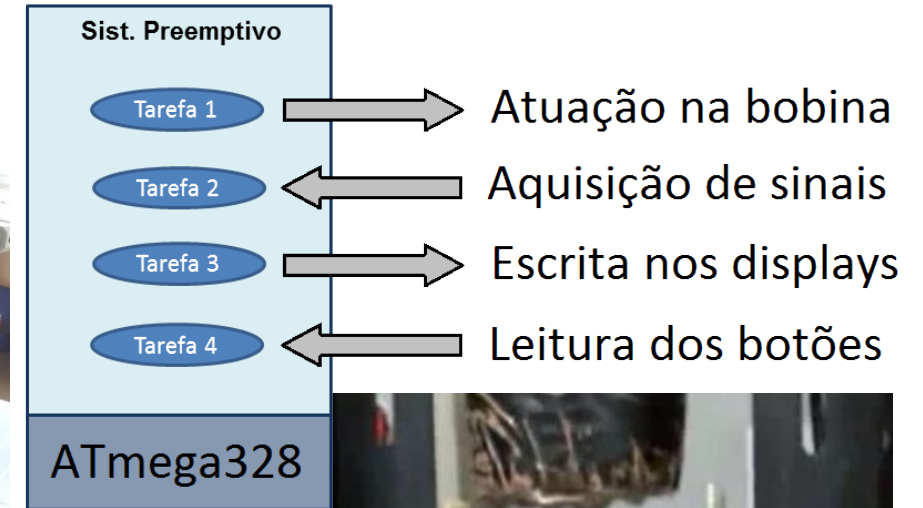 Sist. Preemptivo
Tarefa 1
Atuação na bobina
Tarefa 2
Aquisição de sinais
Tarefa 3
Escrita nos displays
Tarefa 4
Leitura dos botões
ATmega328